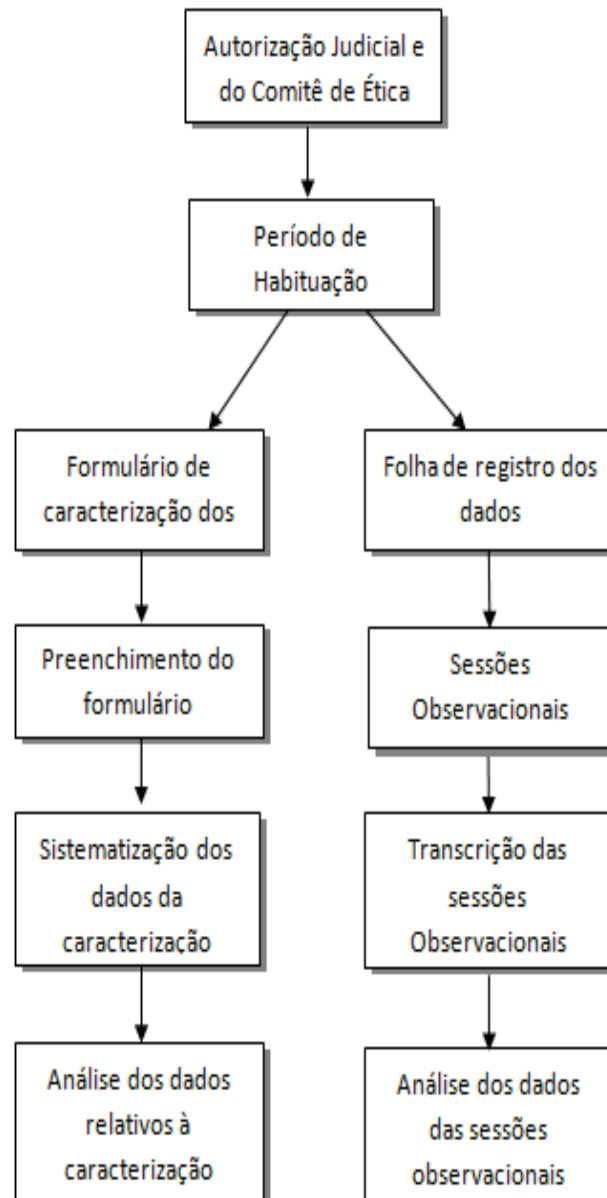 Autorização Judicial e
do Comitê de Ética
Período de
Habituação
Formulário de
caracterização dos
Folha de registro dos
dados
Preenchimento do
formulário
Sessões
Observacionais
Sistematização dos
dados da
caracterização
Transcrição das
sessões
Observacionais
Análise dos dados
relativos à
caracterização
Análise dos dados
das sessões
observacionais